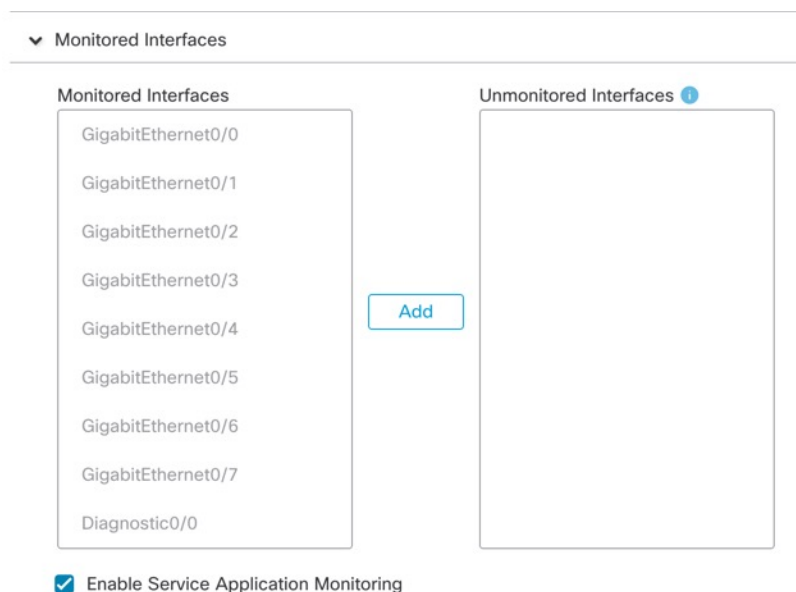 Monitored Interfaces
Monitored Interfaces
Unmonitored Interfaces
GigabitEthernet0/0
GigabitEthernet0/1
GigabitEthernet0/2
GigabitEthernet0/3
GigabitEthernet0/4
GigabitEthernet0/5
GigabitEthernet0/6
GigabitEthernet0/7
Diagnostic0/0
Add
Enable Service Application Monitoring